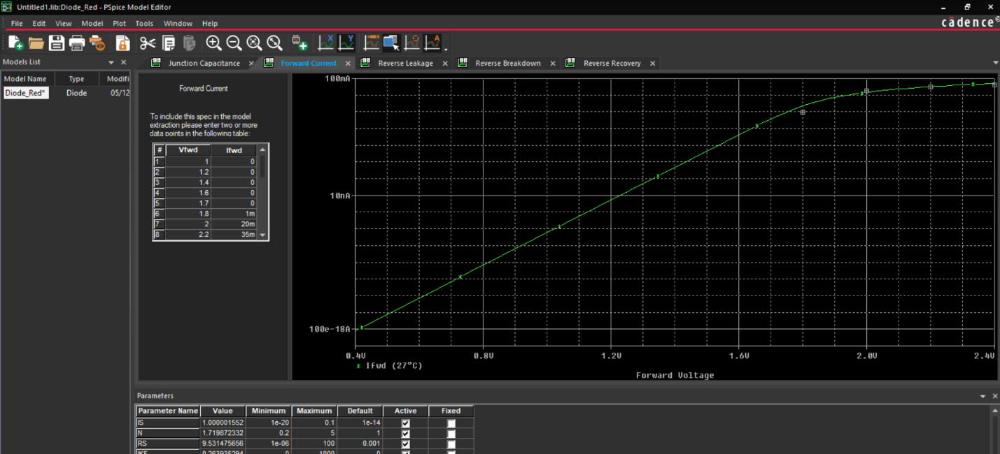 Untitled1.lib:Diode_Red - PSpice Model Editor
File Edit View Model Plot Tools Window Help
cādence®
Models List
Junction Capacitance Forward Current Reverse Leakage Reverse Breakdown Reverse Recovery
Model Name Type Modifi
Diode_Red* Diode 05/12
Forward Current
To include this spec in the model
extraction please enter two or more
data points in the following table:
# Vfwd Ifwd
1 1 0
2 1.2 0
3 1.4 0
4 1.6 0
5 1.7 0
6 1.8 1m
7 2 20m
8 2.2 35m
100mA
10nA
100e-18A
0.4V 0.8V 1.2V 1.6V 2.0V 2.4V
Ifwd (27°C)
Forward Voltage
Parameters
Parameter Name Value Minimum Maximum Default Active Fixed
IS 1.000001552 1e-20 0.1 1e-14
N 1.719872332 0.2 5 1
RS 9.531475656 1e-06 100 0.001
IKF 0.263935294 0 1000 0